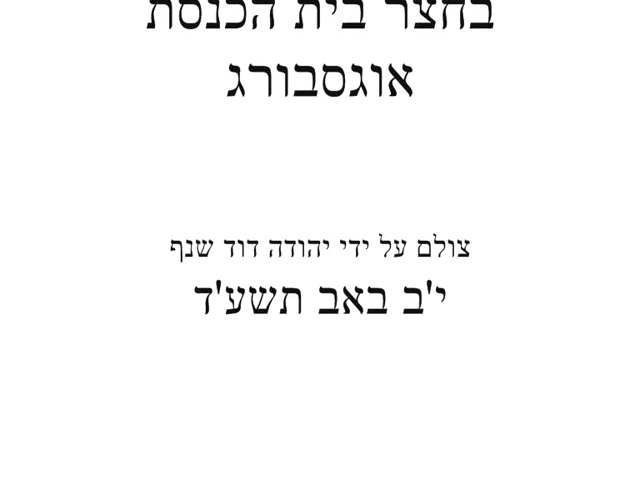 בחצר בית הכנסת
אוגסבורג
צולם על ידי יהודה דוד שנף
י'ב באב תשע'ד